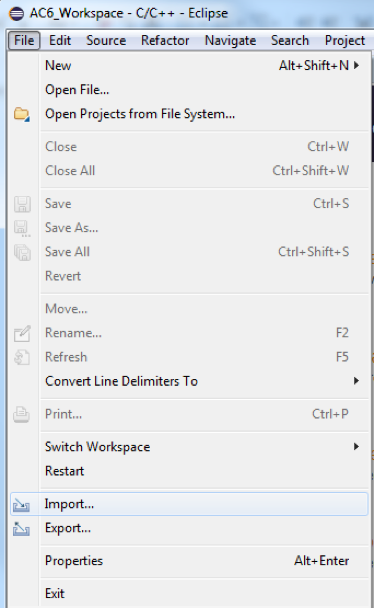 AC6_Workspace - C/C++ - Eclipse
File Edit Source Refactor Navigate Search Project
New Alt+Shift+N
Open File...
Open Projects from File System...
Close Ctrl+W
Close All Ctrl+Shift+W
Save Ctrl+S
Save As...
Save All Ctrl+Shift+S
Revert
Move...
Rename... F2
Refresh F5
Convert Line Delimiters To
Print... Ctrl+P
Switch Workspace
Restart
Import...
Export...
Properties Alt+Enter
Exit